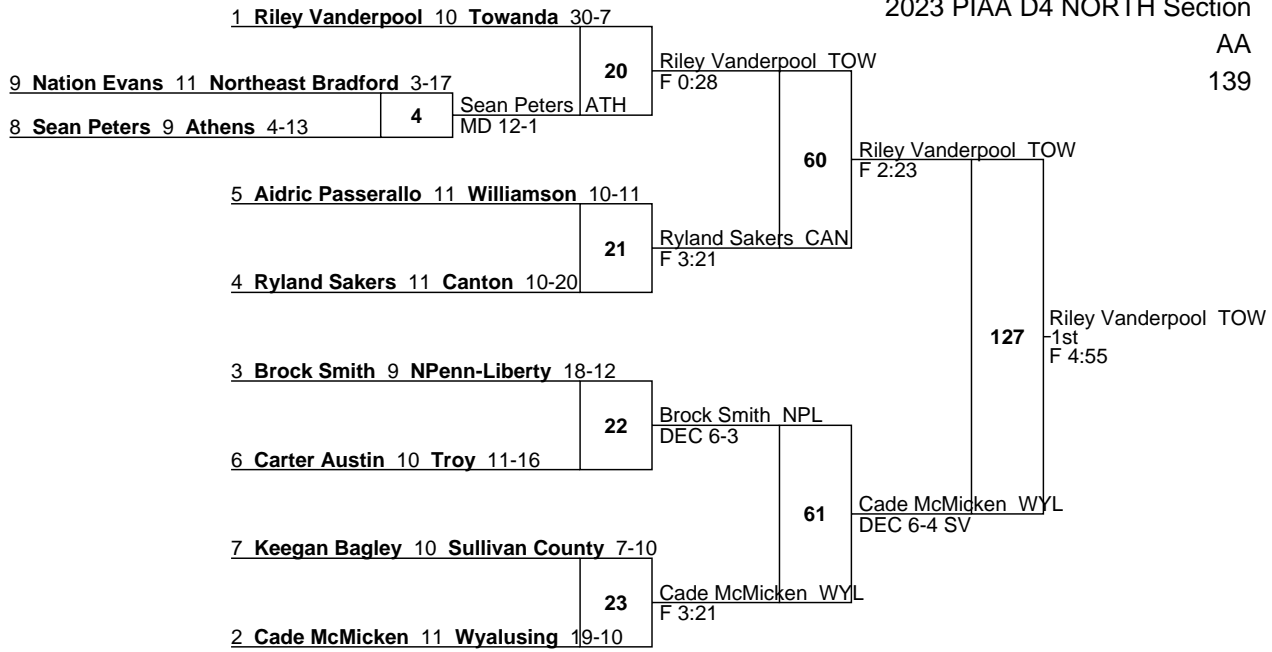 2023 PIAA D4 NORTH Section
AA
139
1 Riley Vanderpool 10 Towanda 30-7
20
Riley Vanderpool TOW
F 0:28
9 Nation Evans 11 Northeast Bradford 3-17
4
Sean Peters ATH
MD 12-1
8 Sean Peters 9 Athens 4-13
60
Riley Vanderpool TOW
F 2:23
5 Aidric Passerallo 11 Williamson 10-11
21
Ryland Sakers CAN
F 3:21
4 Ryland Sakers 11 Canton 10-20
127
Riley Vanderpool TOW
1st
F 4:55
3 Brock Smith 9 NPenn-Liberty 18-12
22
Brock Smith NPL
DEC 6-3
6 Carter Austin 10 Troy 11-16
61
Cade McMicken WYL
DEC 6-4 SV
7 Keegan Bagley 10 Sullivan County 7-10
23
Cade McMicken WYL
F 3:21
2 Cade McMicken 11 Wyalusing 19-10